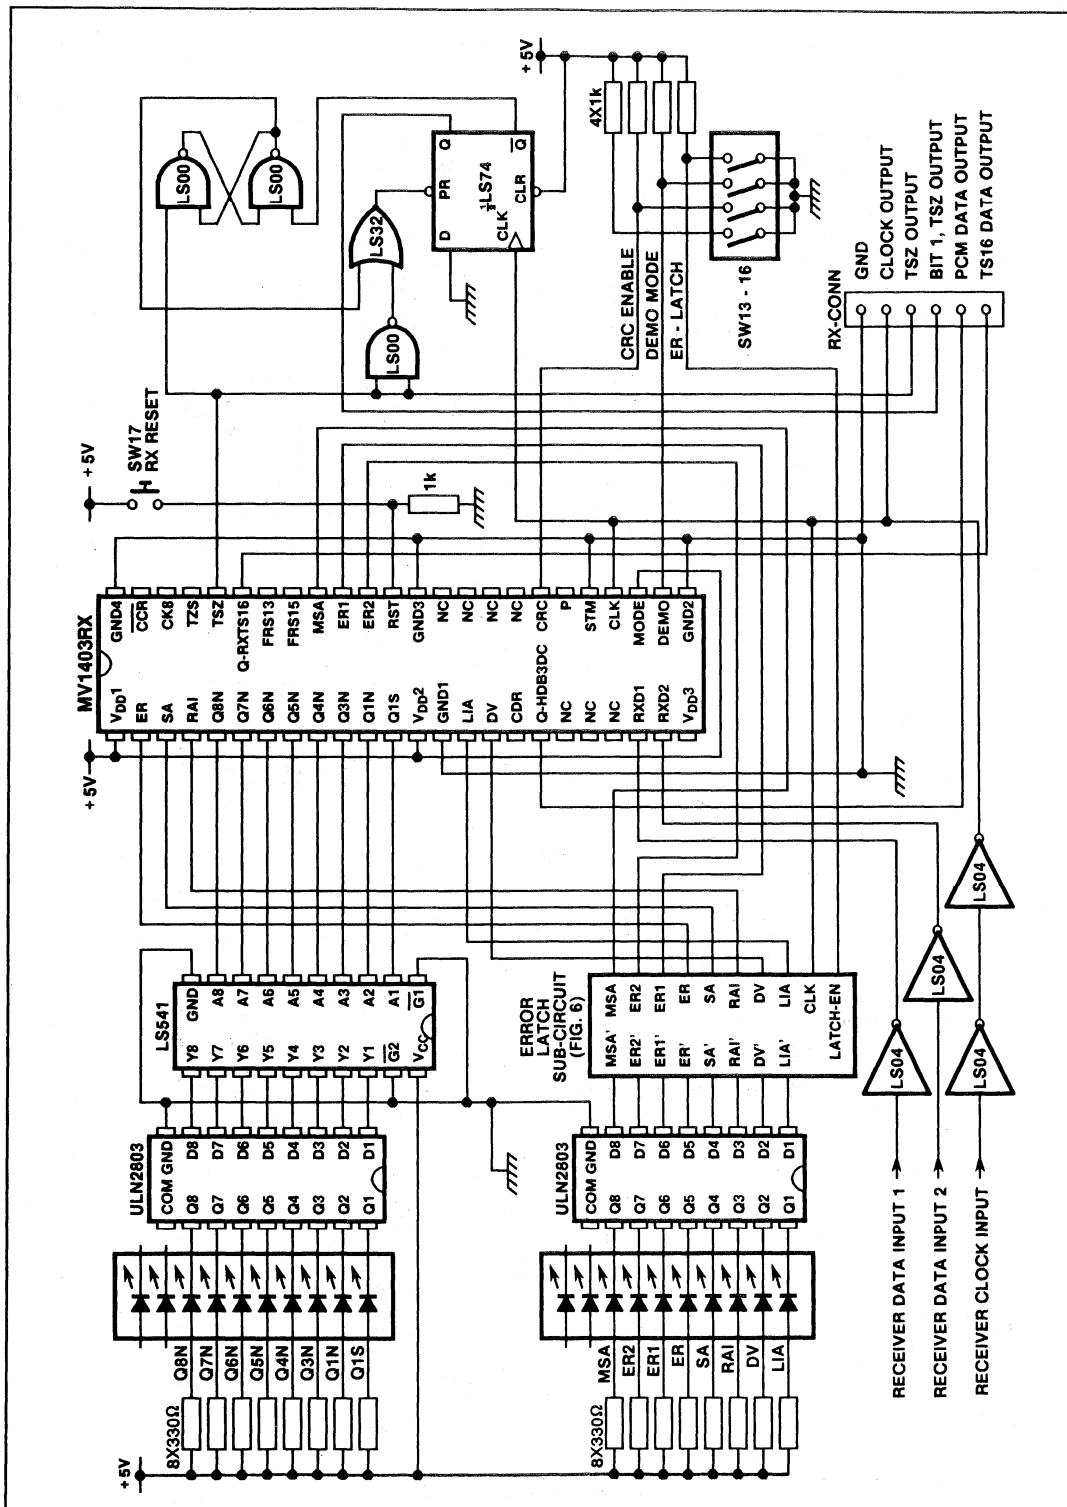 +5V
8X330Ω
Q8N
Q7N
Q6N
Q5N
Q4N
Q3N
Q1N
Q1S
ULN2803
COM GND
Q8 D8
Q7 D7
Q6 D6
Q5 D5
Q4 D4
Q3 D3
Q2 D2
Q1 D1
LS541
Y8 GND
Y7 A8
Y6 A7
Y5 A6
Y4 A5
Y3 A4
Y2 A3
Y1 A2
G2 A1
VCC G1
+5V
MV1403RX
VDD1 GND4
ER CCR
SA CK8
RAI TZS
Q8N TSZ
Q7N Q-RXTS16
Q6N FRS13
Q5N FRS15
Q4N MSA
Q3N ER1
Q1N ER2
Q1S RST
VDD2 GND3
GND1 NC
LIA NC
DV NC
CDR NC
Q-HDB3DC CRC
NC P
NC STM
NC CLK
RXD1 MODE
RXD2 DEMO
VDD3 GND2
+5V
SW17
RX RESET
1k
LS00
LS00
LS00
LS32
D PR Q
½LS74
CLK CLR Q
+5V
4X1k
CRC ENABLE
DEMO MODE
ER - LATCH
SW13 - 16
RX-CONN
GND
CLOCK OUTPUT
TSZ OUTPUT
BIT 1, TSZ OUTPUT
PCM DATA OUTPUT
TS16 DATA OUTPUT
8X330Ω
MSA
ER2
ER1
ER
SA
RAI
DV
LIA
ULN2803
COM GND
Q8 D8
Q7 D7
Q6 D6
Q5 D5
Q4 D4
Q3 D3
Q2 D2
Q1 D1
ERROR
LATCH
SUB-CIRCUIT
(FIG. 6)
MSA' MSA
ER2' ER2
ER1' ER1
ER' ER
SA' SA
RAI' RAI
DV' DV
LIA' LIA
CLK
LATCH-EN
RECEIVER DATA INPUT 1
RECEIVER DATA INPUT 2
RECEIVER CLOCK INPUT
LS04
LS04
LS04
LS04